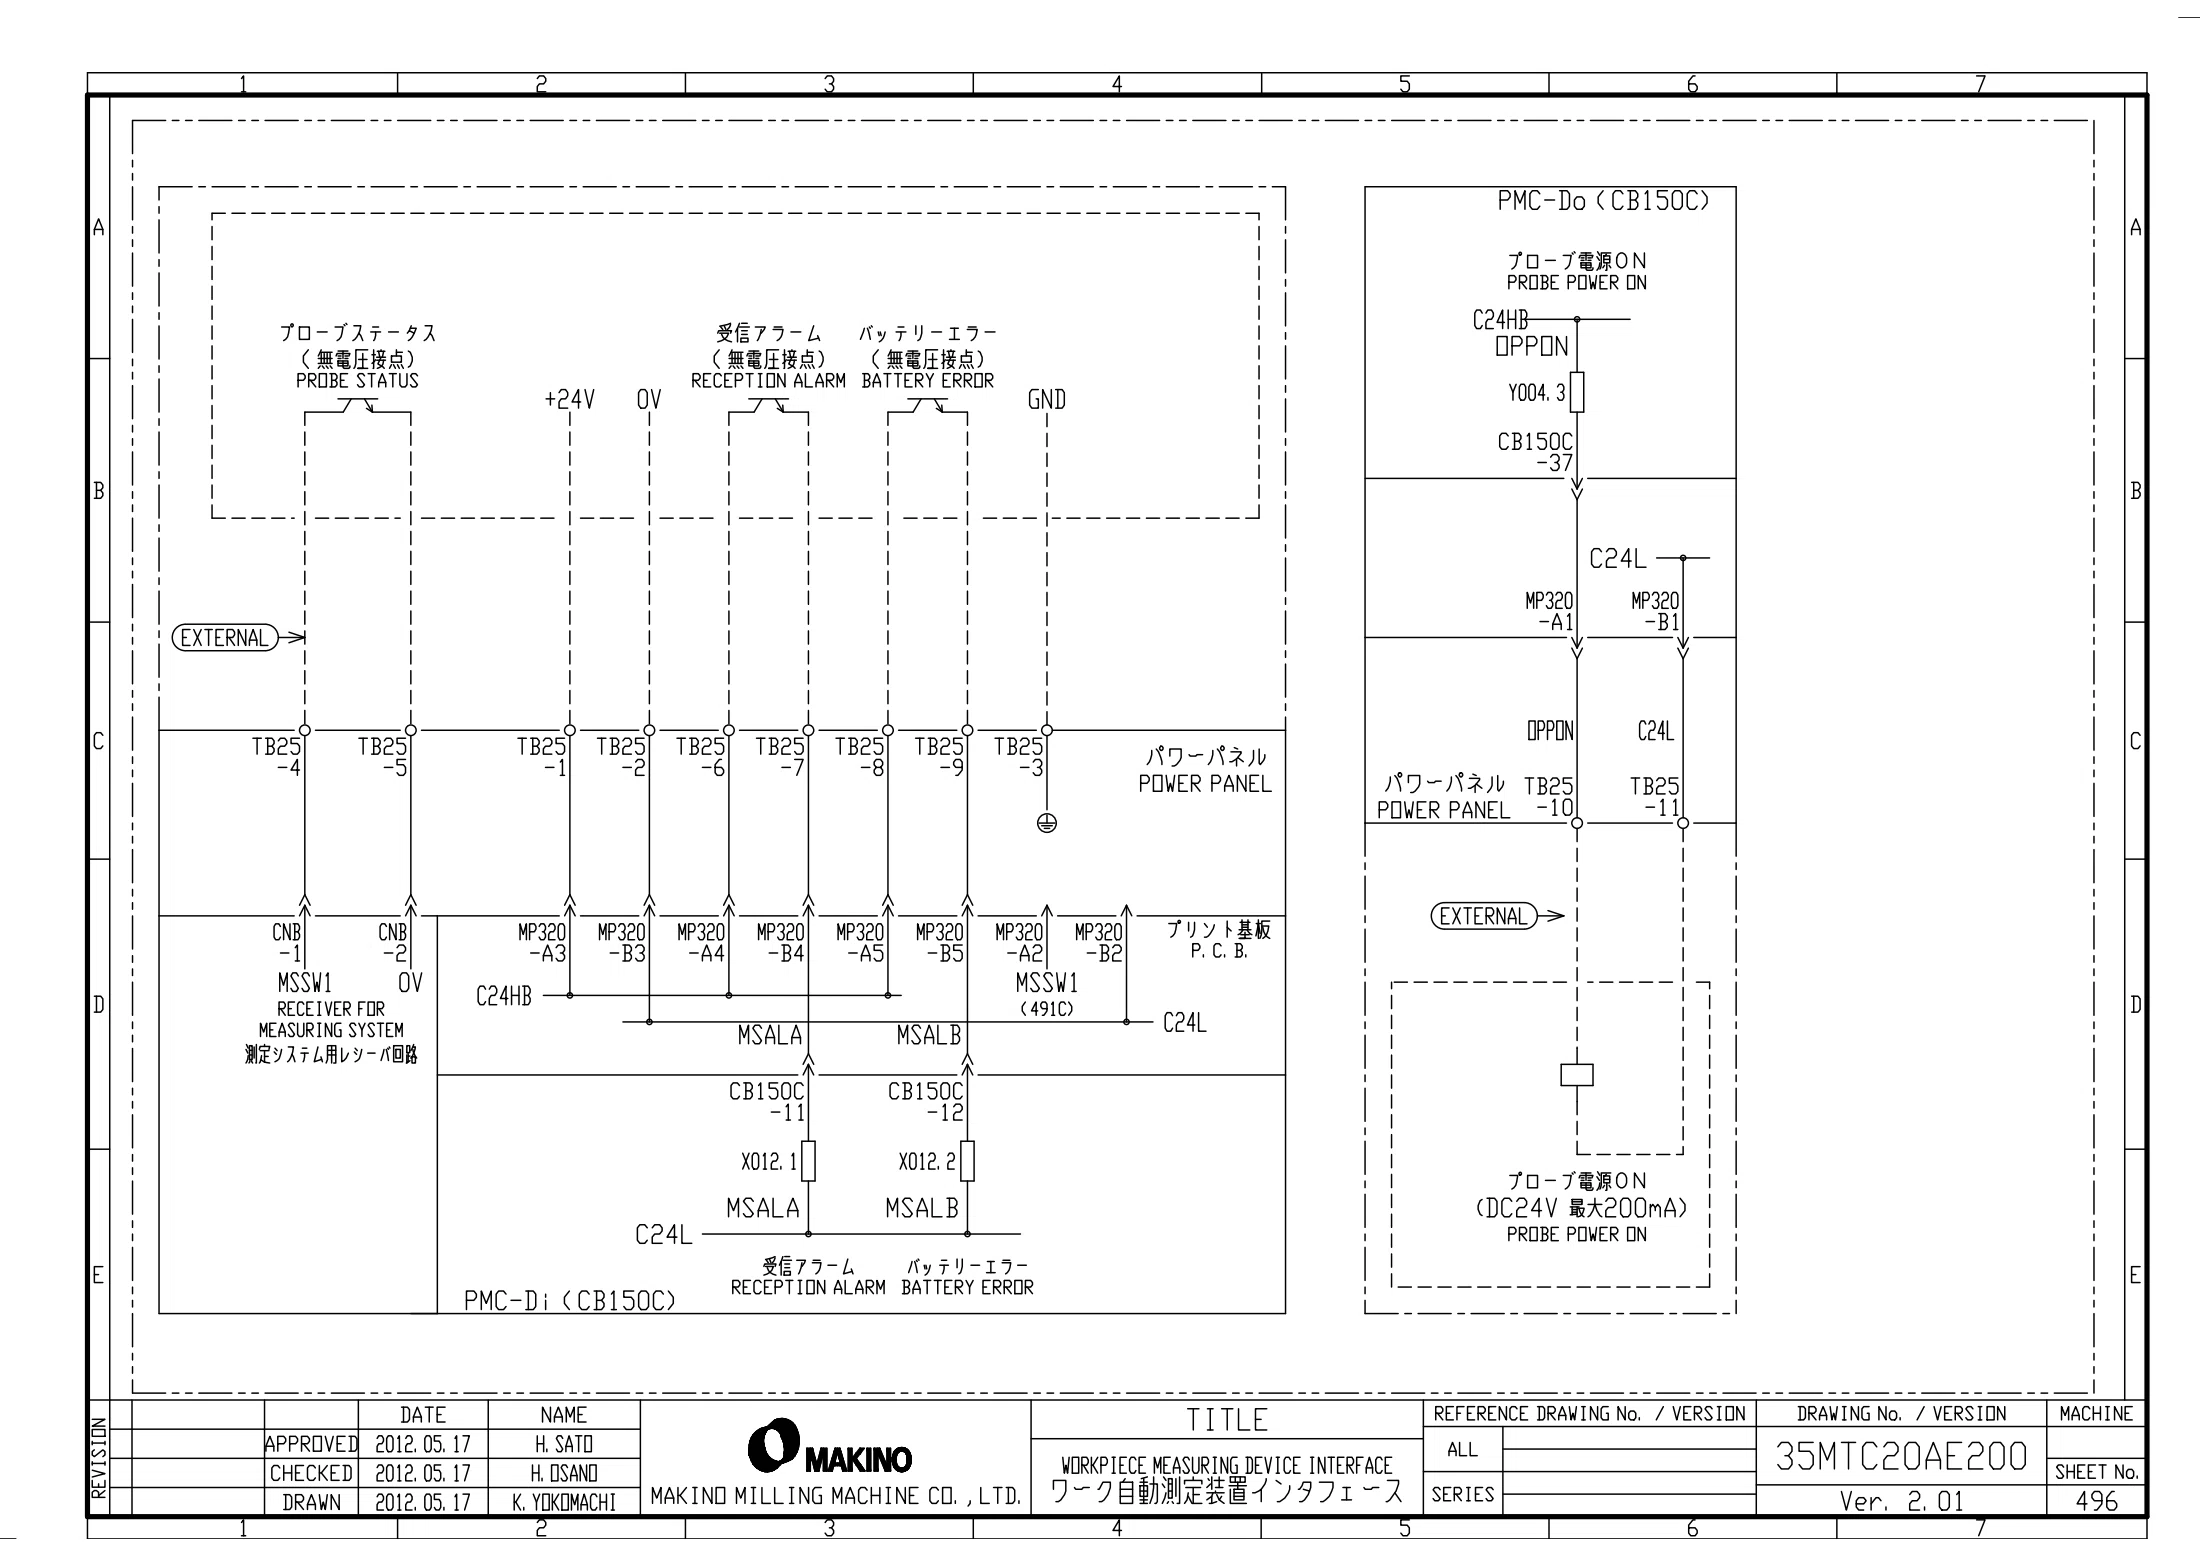 1 2 3 4 5 6 7
A A
B B
C C
D D
E E
プローブステータス
(無電圧接点)
PROBE STATUS
+24V
0V
受信アラーム
(無電圧接点)
RECEPTION ALARM
バッテリーエラー
(無電圧接点)
BATTERY ERROR
GND
EXTERNAL
TB25 TB25 TB25 TB25 TB25 TB25 TB25 TB25 TB25
-4 -5 -1 -2 -6 -7 -8 -9 -3
パワーパネル
POWER PANEL
CNB CNB MP320 MP320 MP320 MP320 MP320 MP320 MP320 MP320
-1 -2 -A3 -B3 -A4 -B4 -A5 -B5 -A2 -B2
プリント基板
P.C.B.
MSSW1 0V
RECEIVER FOR
MEASURING SYSTEM
測定システム用レシーバ回路
C24HB
MSSW1
(491C)
C24L
MSALA MSALB
CB150C CB150C
-11 -12
X012.1 X012.2
MSALA MSALB
C24L
受信アラーム バッテリーエラー
RECEPTION ALARM BATTERY ERROR
PMC-Di(CB150C)
PMC-Do(CB150C)
プローブ電源ON
PROBE POWER ON
C24HB
OPPON
Y004.3
CB150C
-37
C24L
MP320 MP320
-A1 -B1
OPPON C24L
パワーパネル
POWER PANEL
TB25 TB25
-10 -11
EXTERNAL
プローブ電源ON
(DC24V 最大200mA)
PROBE POWER ON
REVISION
DATE NAME
APPROVED 2012.05.17 H. SATO
CHECKED 2012.05.17 H. OSANO
DRAWN 2012.05.17 K. YOKOMACHI
MAKINO
MAKINO MILLING MACHINE CO.,LTD.
TITLE
WORKPIECE MEASURING DEVICE INTERFACE
ワーク自動測定装置インタフェース
REFERENCE DRAWING No. / VERSION
ALL
SERIES
DRAWING No. / VERSION
35MTC20AE200
Ver. 2.01
MACHINE
SHEET No.
496
1 2 3 4 5 6 7